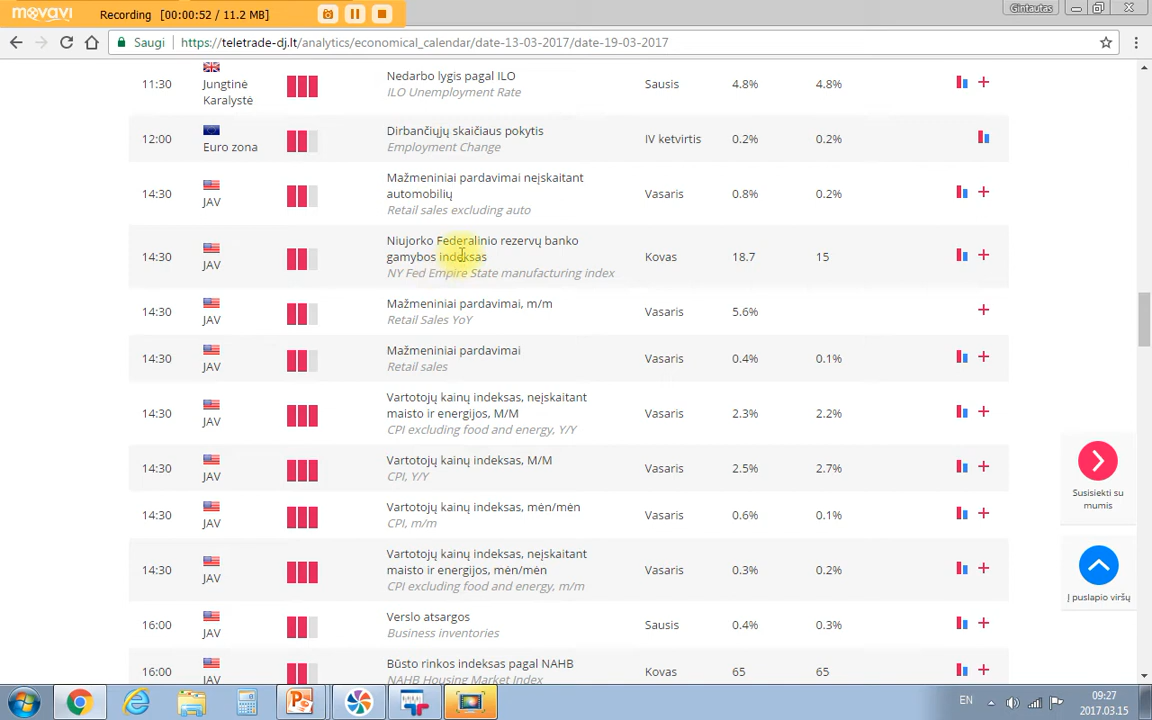 movavi Recording [00:00:52 / 11.2 MB]
Gintautas
Saugi https://teletrade-dj.lt/analytics/economical_calendar/date-13-03-2017/date-19-03-2017
11:30 Jungtinė Karalystė Nedarbo lygis pagal ILO Sausis 4.8% 4.8%
ILO Unemployment Rate
12:00 Euro zona Dirbančiųjų skaičiaus pokytis IV ketvirtis 0.2% 0.2%
Employment Change
14:30 JAV Mažmeniniai pardavimai neįskaitant Vasaris 0.8% 0.2%
automobilių
Retail sales excluding auto
14:30 JAV Niujorko Federalinio rezervų banko Kovas 18.7 15
gamybos indeksas
NY Fed Empire State manufacturing index
14:30 JAV Mažmeniniai pardavimai, m/m Vasaris 5.6%
Retail Sales YoY
14:30 JAV Mažmeniniai pardavimai Vasaris 0.4% 0.1%
Retail sales
14:30 JAV Vartotojų kainų indeksas, neįskaitant Vasaris 2.3% 2.2%
maisto ir energijos, M/M
CPI excluding food and energy, Y/Y
14:30 JAV Vartotojų kainų indeksas, M/M Vasaris 2.5% 2.7%
CPI, Y/Y
14:30 JAV Vartotojų kainų indeksas, mėn/mėn Vasaris 0.6% 0.1%
CPI, m/m
14:30 JAV Vartotojų kainų indeksas, neįskaitant Vasaris 0.3% 0.2%
maisto ir energijos, mėn/mėn
CPI excluding food and energy, m/m
16:00 JAV Verslo atsargos Sausis 0.4% 0.3%
Business inventories
16:00 JAV Būsto rinkos indeksas pagal NAHB Kovas 65 65
NAHB Housing Market Index
Susisiekti su
mumis
Į puslapio viršų
EN 09:27
2017.03.15